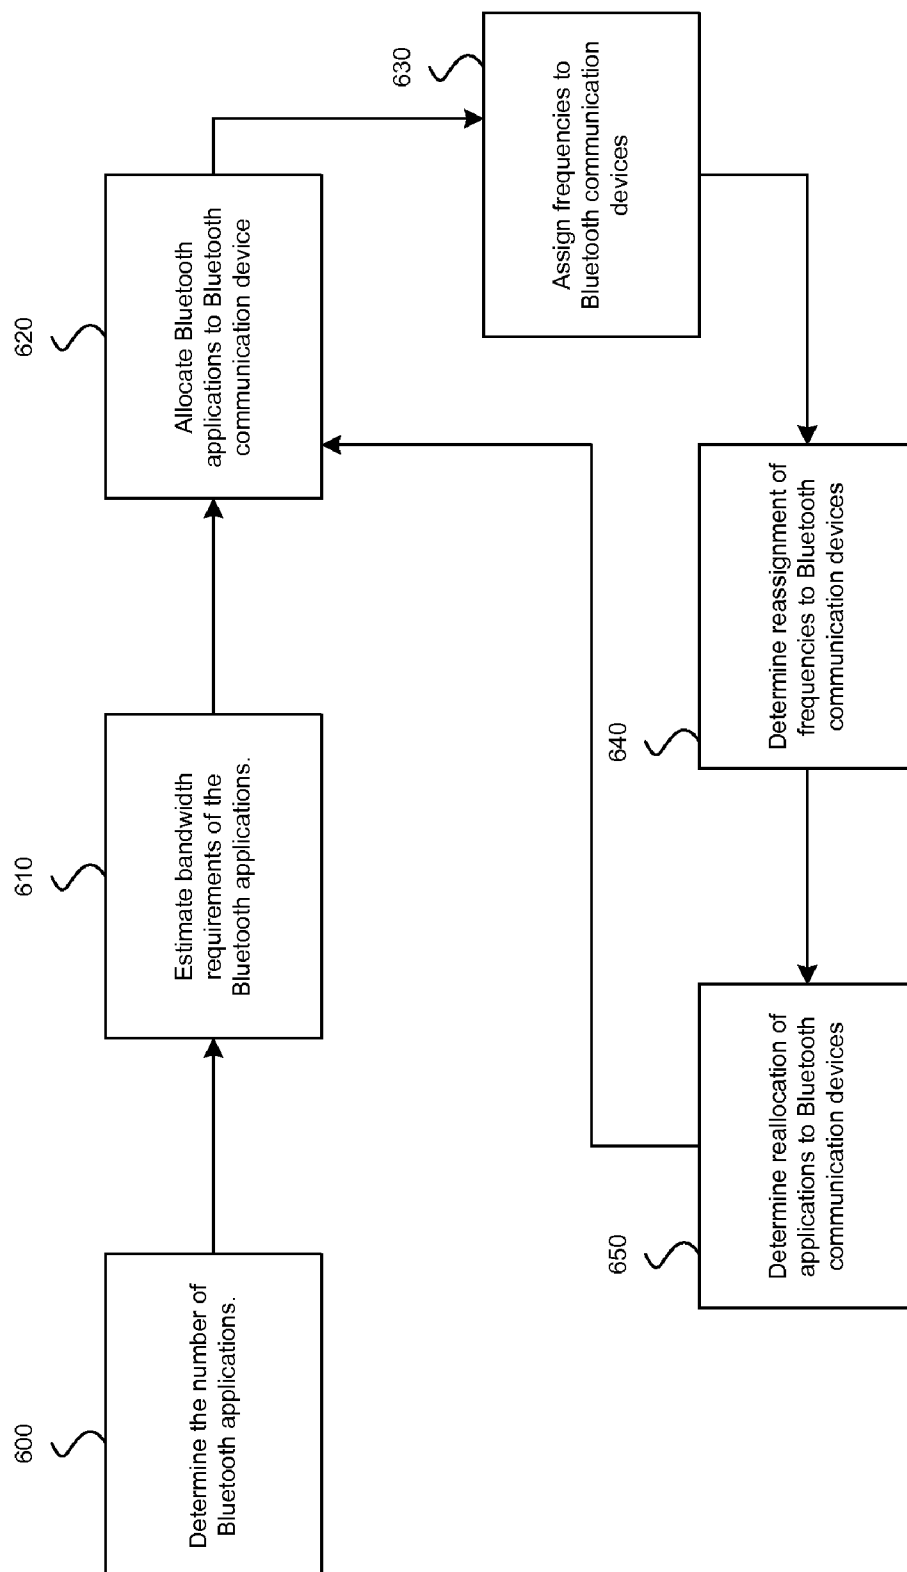 600
Determine the number of
Bluetooth applications.
610
Estimate bandwidth
requirements of the
Bluetooth applications.
620
Allocate Bluetooth
applications to Bluetooth
communication device
630
Assign frequencies to
Bluetooth communication
devices
640
Determine reassignment of
frequencies to Bluetooth
communication devices
650
Determine reallocation of
applications to Bluetooth
communication devices